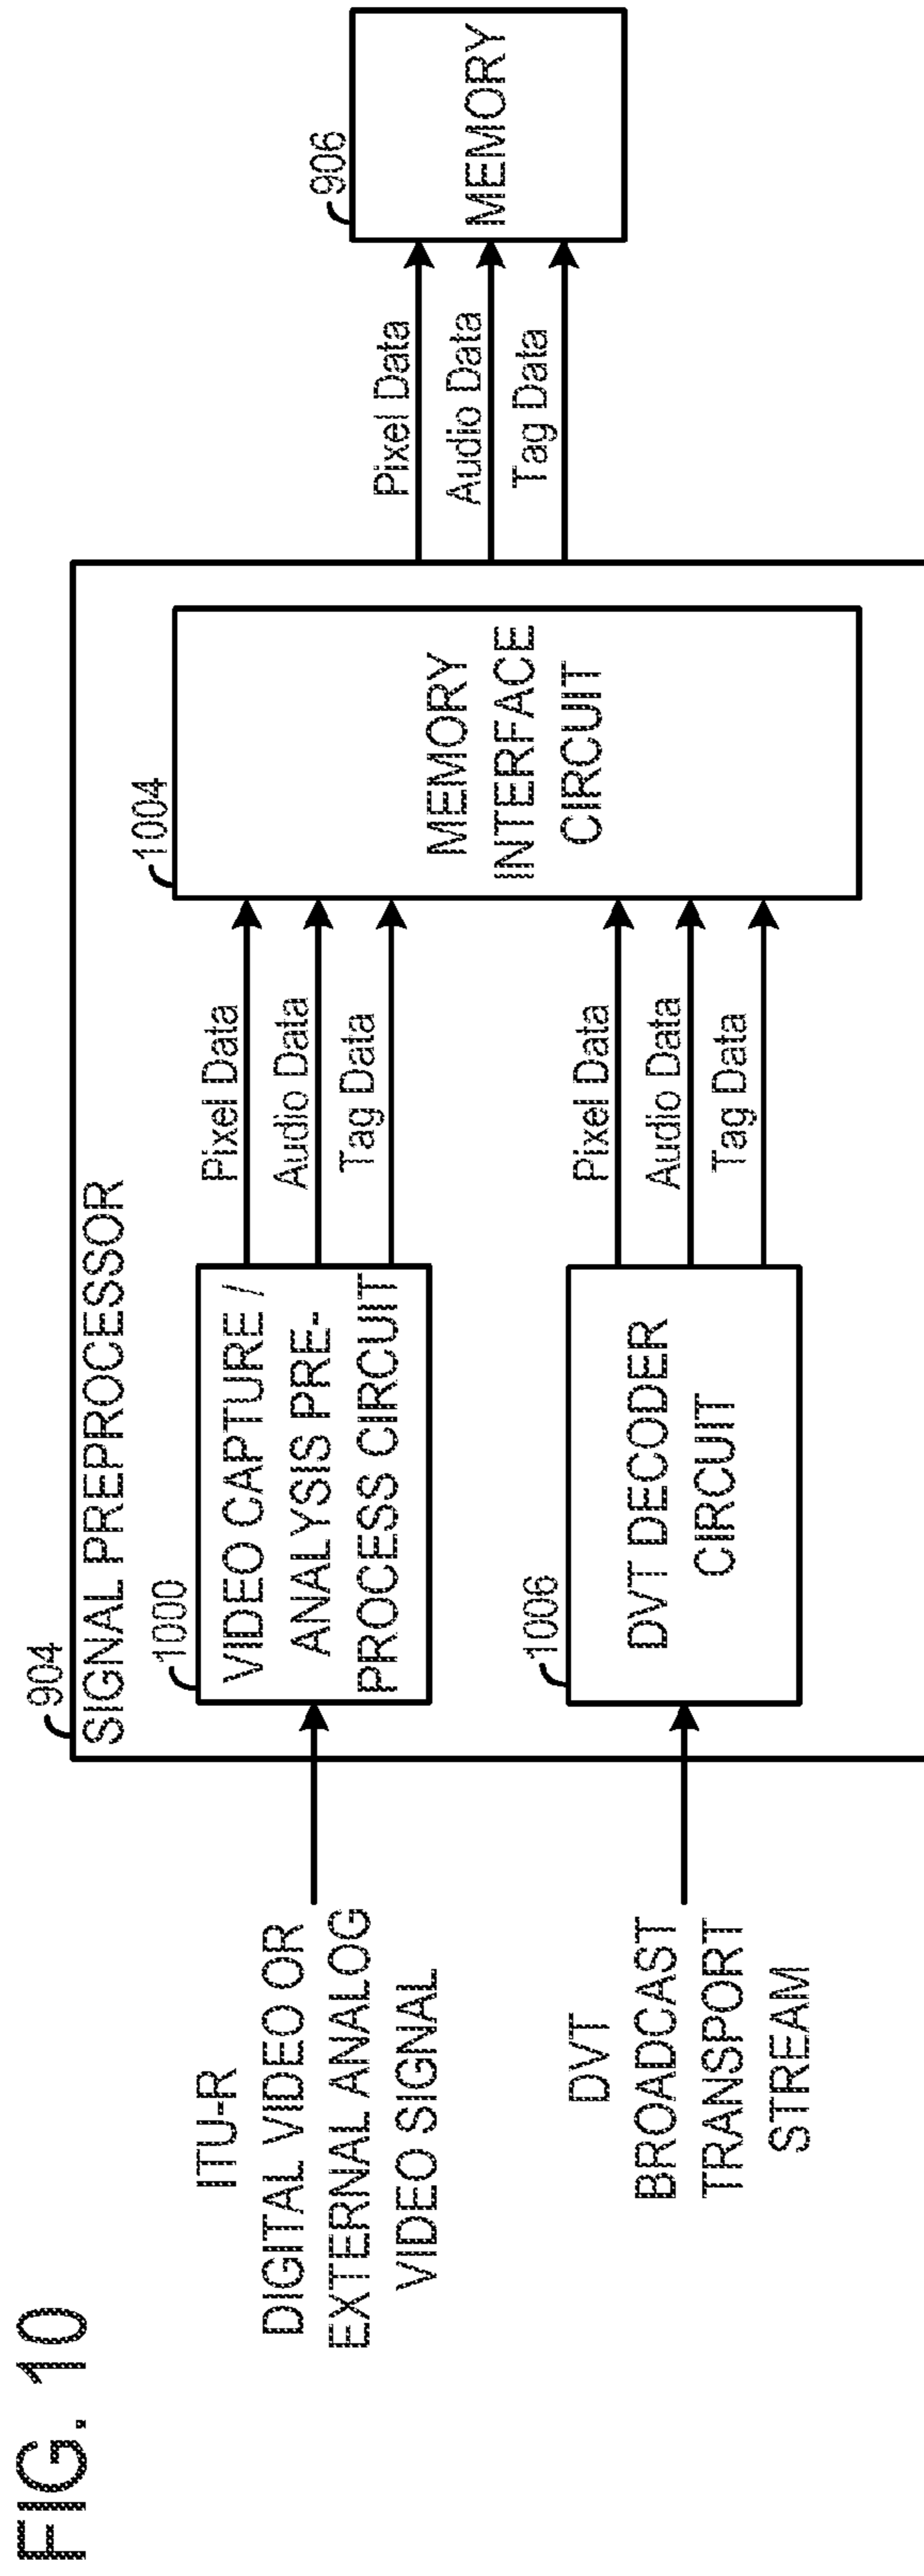 FIG. 10
904
SIGNAL PREPROCESSOR
ITU-R
DIGITAL VIDEO OR
EXTERNAL ANALOG
VIDEO SIGNAL
1000
VIDEO CAPTURE /
ANALYSIS PRE-
PROCESS CIRCUIT
Pixel Data
Audio Data
Tag Data
1004
MEMORY
INTERFACE
CIRCUIT
Pixel Data
Audio Data
Tag Data
906
MEMORY
DVT
BROADCAST
TRANSPORT
STREAM
1006
DVT DECODER
CIRCUIT
Pixel Data
Audio Data
Tag Data